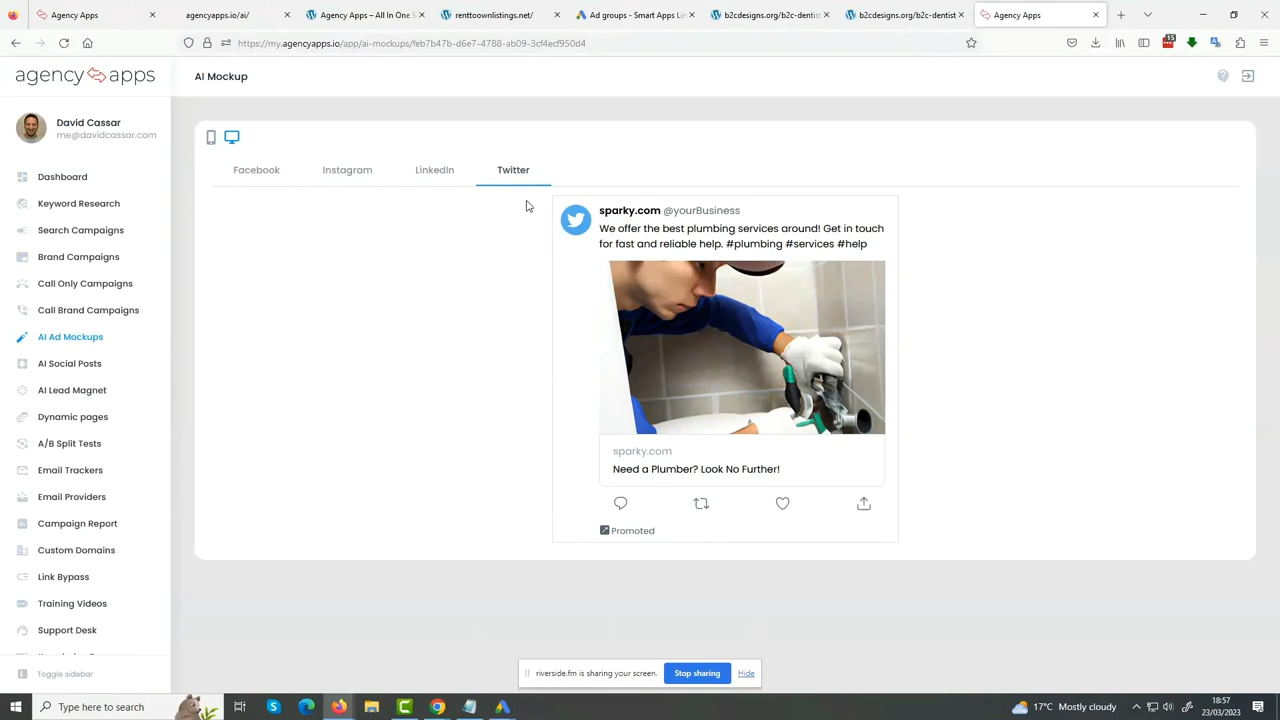 Agency Apps
agencyapps.io/ai/
Agency Apps – All In One S
renttownlistings.net/
Ad groups - Smart Apps Lin
b2cdesigns.org/b2c-dentist
b2cdesigns.org/b2c-dentist
Agency Apps
https://my.agencyapps.io/app/ai-mockups/feb7b47b-d6e7-4788-a109-3cf4ecf950d4
15
agency apps
AI Mockup
David Cassar
me@davidcassar.com
Dashboard
Keyword Research
Search Campaigns
Brand Campaigns
Call Only Campaigns
Call Brand Campaigns
AI Ad Mockups
AI Social Posts
AI Lead Magnet
Dynamic pages
A/B Split Tests
Email Trackers
Email Providers
Campaign Report
Custom Domains
Link Bypass
Training Videos
Support Desk
Toggle sidebar
Facebook
Instagram
LinkedIn
Twitter
sparky.com @yourBusiness
We offer the best plumbing services around! Get in touch
for fast and reliable help. #plumbing #services #help
sparky.com
Need a Plumber? Look No Further!
Promoted
riverside.fm is sharing your screen.
Stop sharing
Hide
Type here to search
17°C Mostly cloudy
18:57
23/03/2023